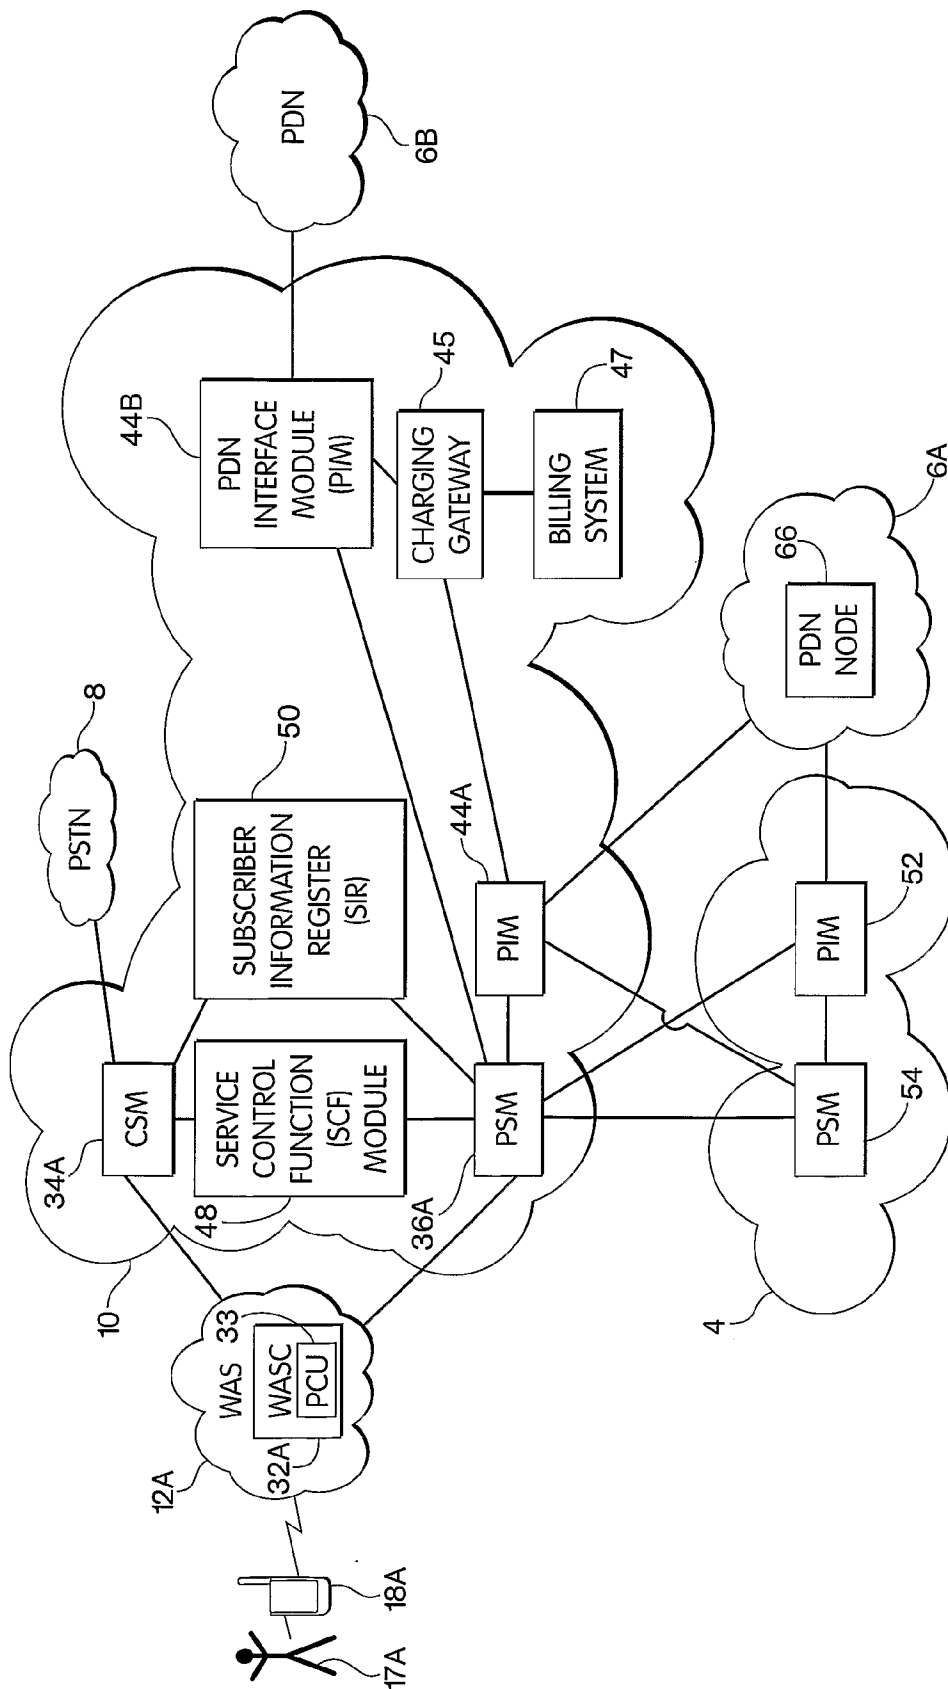 17A
18A
12A
WAS
33
WASC
PCU
32A
10
34A
CSM
PSTN
8
48
SERVICE
CONTROL
FUNCTION
(SCF)
MODULE
SUBSCRIBER
INFORMATION
REGISTER
(SIR)
50
36A
PSM
PIM
44A
44B
PDN
INTERFACE
MODULE
(PIM)
CHARGING
GATEWAY
45
BILLING
SYSTEM
47
PDN
6B
4
PSM
54
PIM
52
PDN
NODE
66
6A